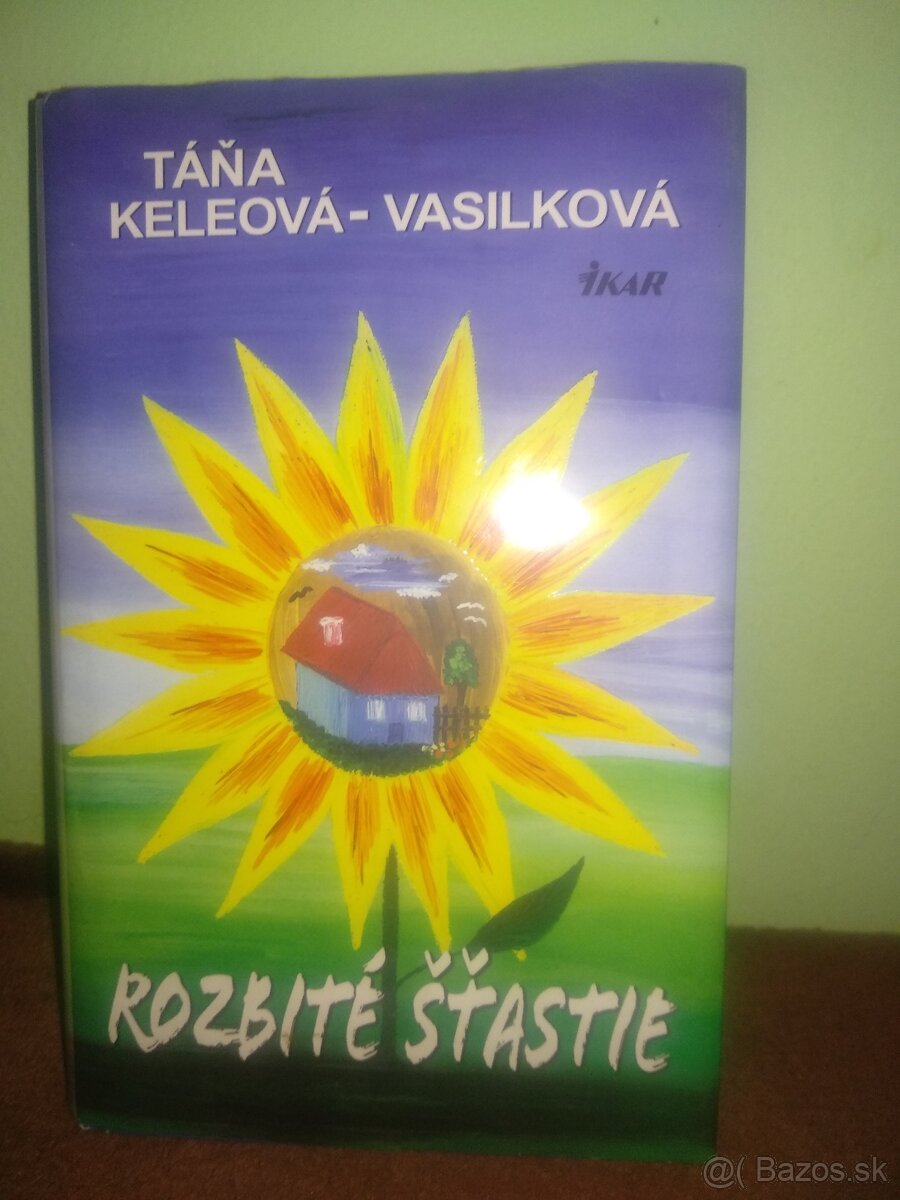 TÁŇA
KELEOVÁ - VASILKOVÁ
IKAR
ROZBITÉ ŠŤASTIE
@( Bazos.sk